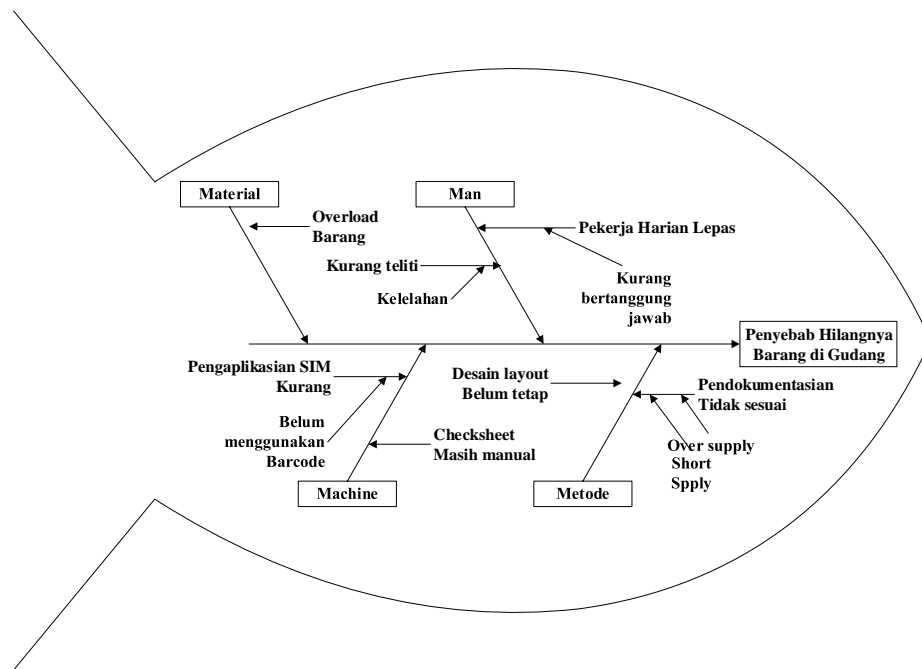 Material
Man
Overload
Barang
Pekerja Harian Lepas
Kurang teliti
Kelelahan
Kurang
bertanggung
jawab
Penyebab Hilangnya
Barang di Gudang
Pengaplikasian SIM
Kurang
Desain layout
Belum tetap
Pendokumentasian
Tidak sesuai
Belum
menggunakan
Barcode
Checksheet
Masih manual
Over supply
Short
Spply
Machine
Metode